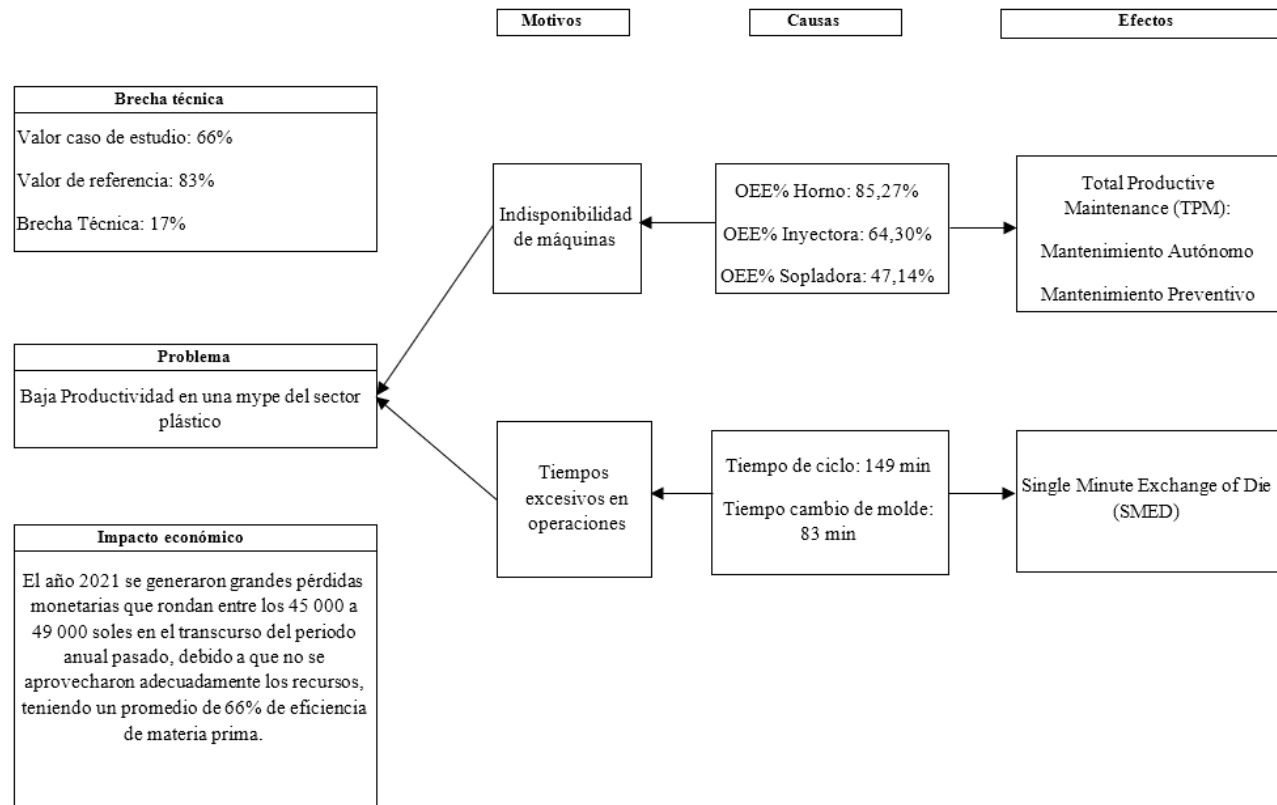 Motivos
Causas
Efectos
Brecha técnica
Valor caso de estudio: 66%
Valor de referencia: 83%
Brecha Técnica: 17%
Indisponibilidad
de máquinas
OEE% Horno: 85,27%
OEE% Inyectora: 64,30%
OEE% Sopladora: 47,14%
Total Productive
Maintenance (TPM):
Mantenimiento Autónomo
Mantenimiento Preventivo
Problema
Baja Productividad en una mype del sector
plástico
Tiempos
excesivos en
operaciones
Tiempo de ciclo: 149 min
Tiempo cambio de molde:
83 min
Single Minute Exchange of Die
(SMED)
Impacto económico
El año 2021 se generaron grandes pérdidas
monetarias que rondan entre los 45 000 a
49 000 soles en el transcurso del periodo
anual pasado, debido a que no se
aprovecharon adecuadamente los recursos,
teniendo un promedio de 66% de eficiencia
de materia prima.